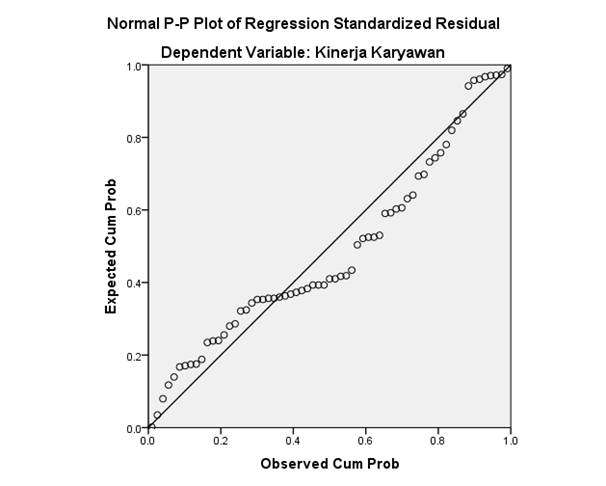 Normal P-P Plot of Regression Standardized Residual
Dependent Variable: Kinerja Karyawan
1.0
0.8
0.6
0.4
0.2
0.0
Expected Cum Prob
0.0 0.2 0.4 0.6 0.8 1.0
Observed Cum Prob